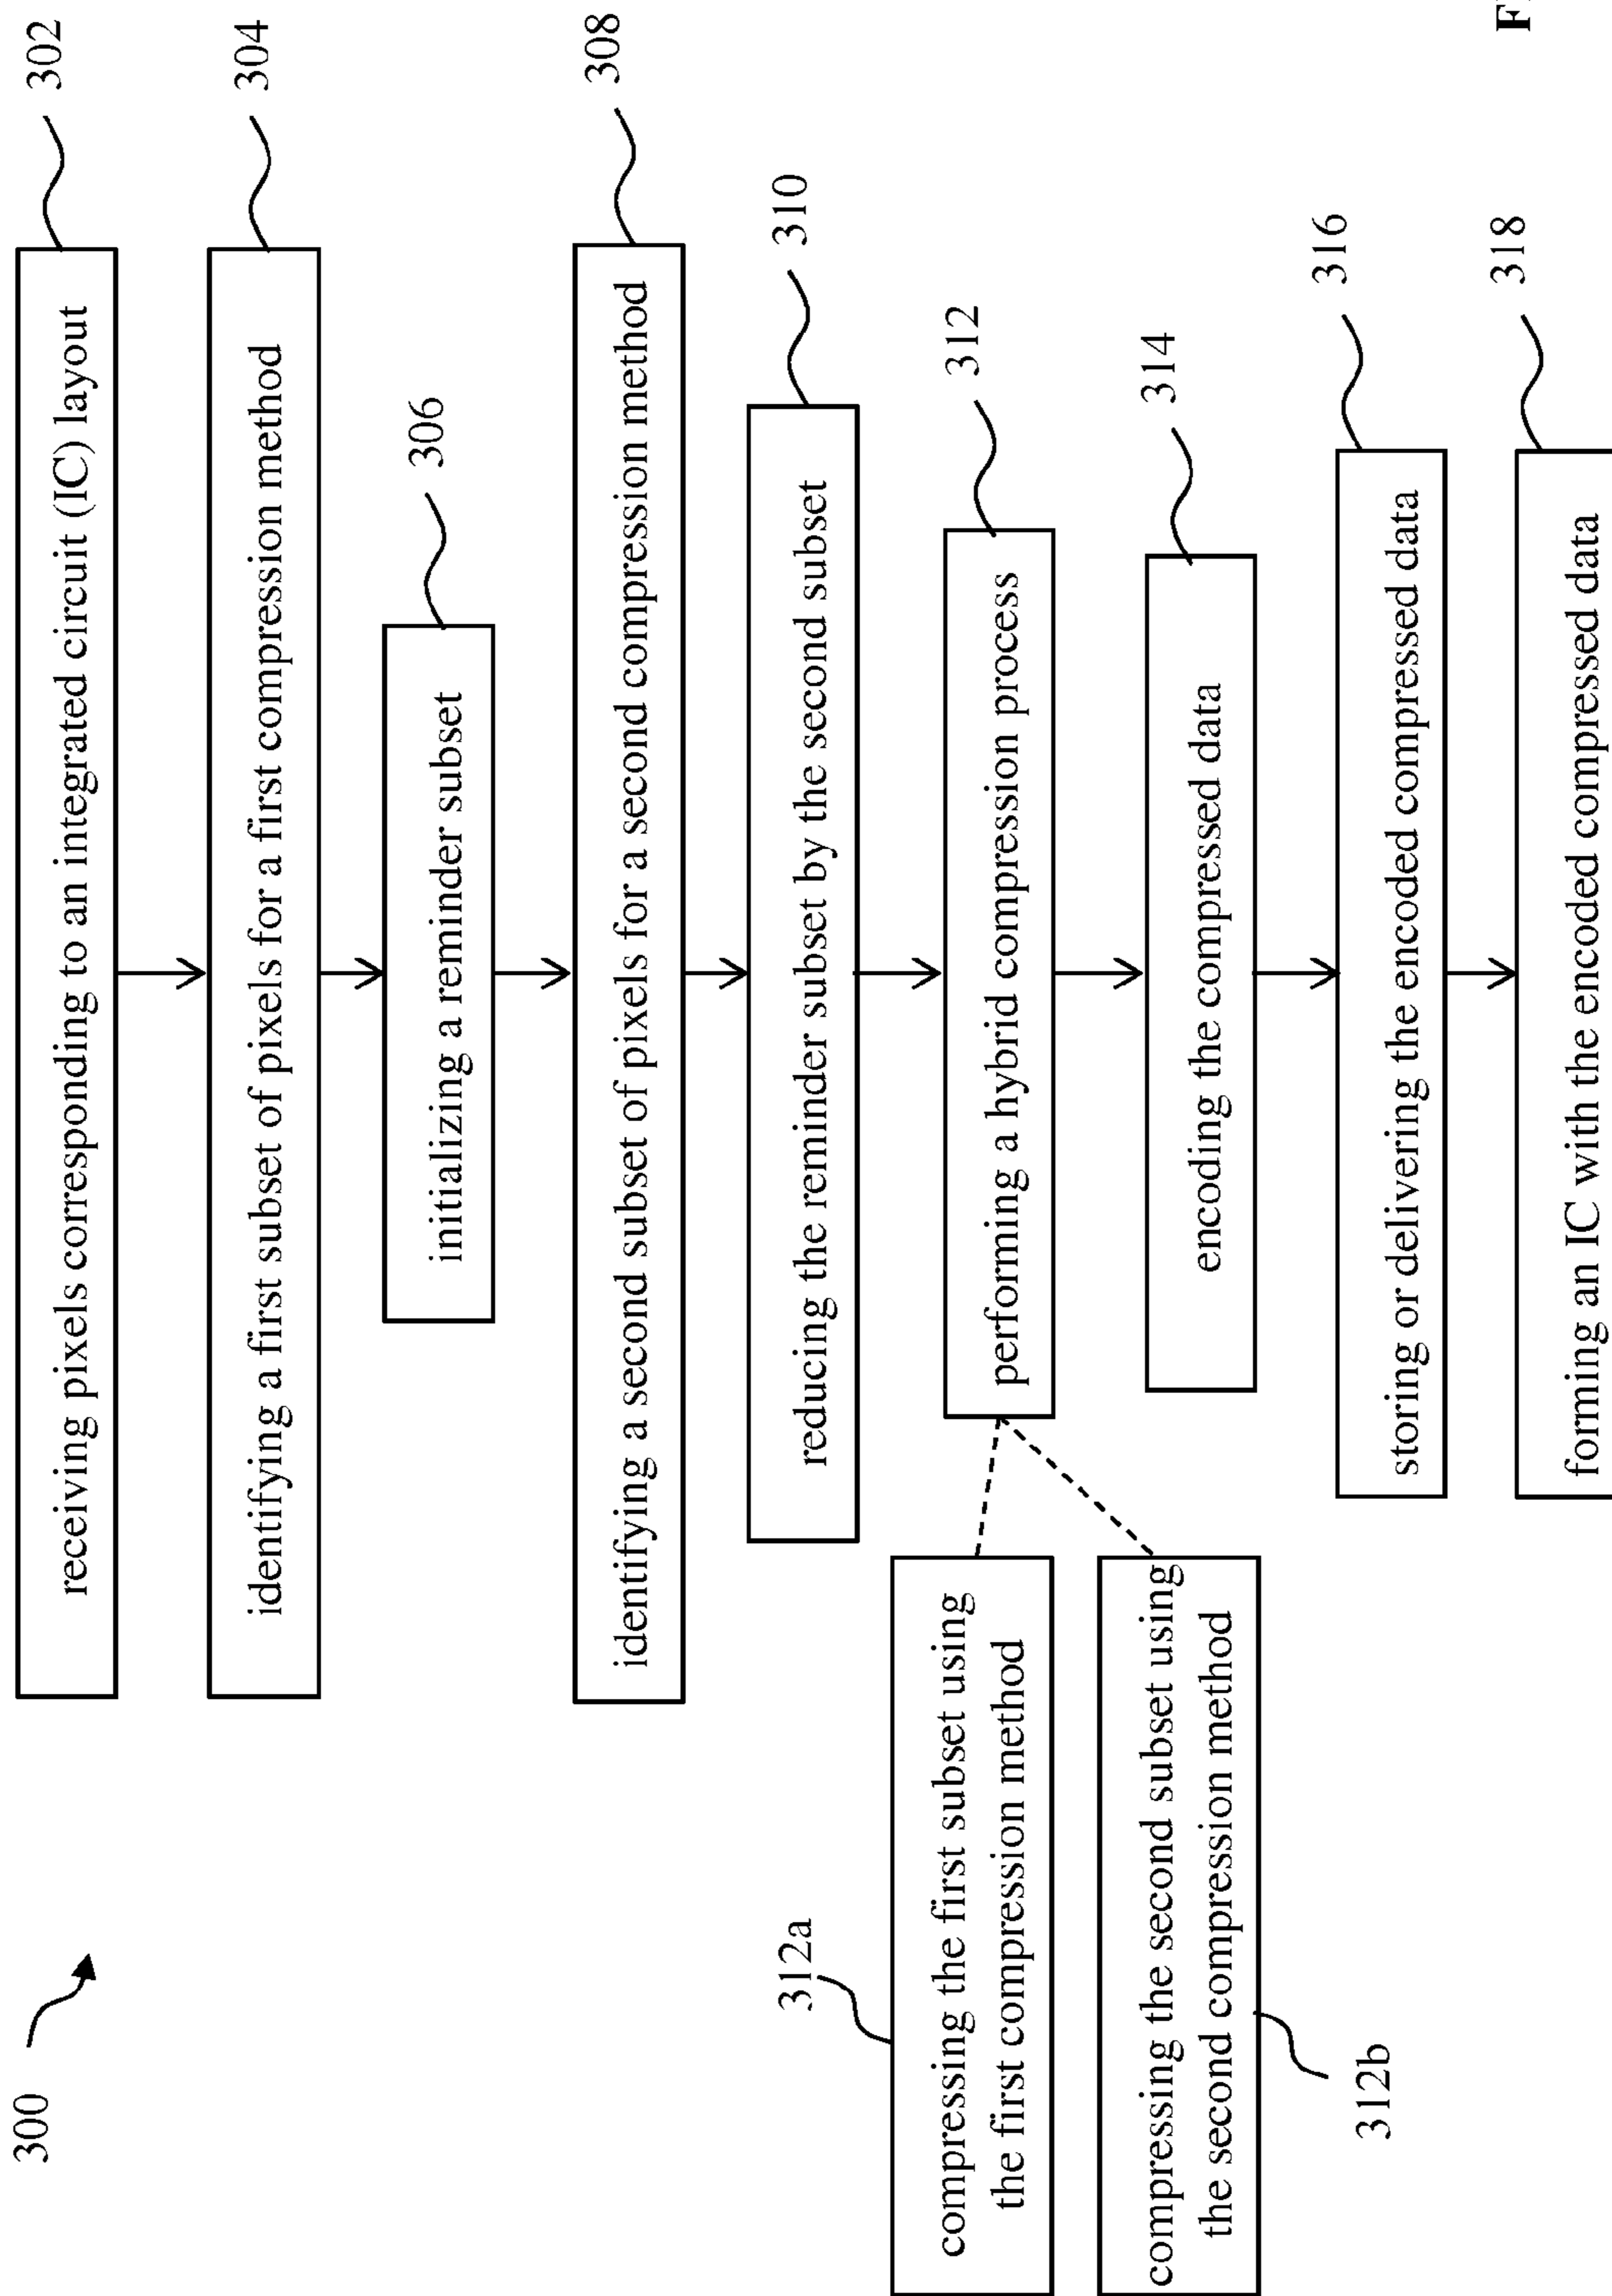 300
receiving pixels corresponding to an integrated circuit (IC) layout
302
identifying a first subset of pixels for a first compression method
304
initializing a reminder subset
306
identifying a second subset of pixels for a second compression method
308
reducing the reminder subset by the second subset
310
performing a hybrid compression process
312
312a
compressing the first subset using
the first compression method
compressing the second subset using
the second compression method
312b
encoding the compressed data
314
storing or delivering the encoded compressed data
316
forming an IC with the encoded compressed data
318